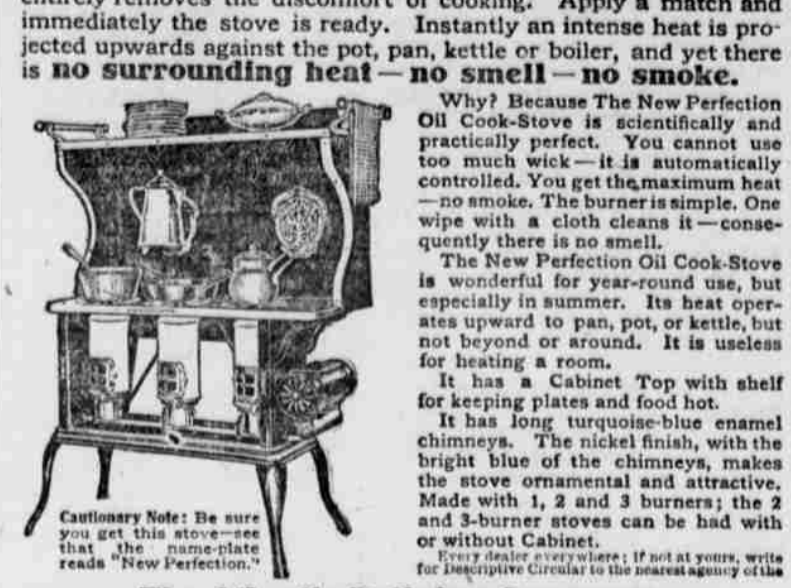 entirely removes the discomfort of cooking. Apply a match and
immediately the stove is ready. Instantly an intense heat is pro-
jected upwards against the pot, pan, kettle or boiler, and yet there
is no surrounding heat—no smell—no smoke.
Why? Because The New Perfection
Oil Cook-Stove is scientifically and
practically perfect. You cannot use
too much wick—it is automatically
controlled. You get the maximum heat
—no smoke. The burner is simple. One
wipe with a cloth cleans it—conse-
quently there is no smell.
The New Perfection Oil Cook-Stove
is wonderful for year-round use, but
especially in summer. Its heat oper-
ates upward to pan, pot, or kettle, but
not beyond or around. It is useless
for heating a room.
It has a Cabinet Top with shelf
for keeping plates and food hot.
It has long turquoise-blue enamel
chimneys. The nickel finish, with the
bright blue of the chimneys, makes
the stove ornamental and attractive.
Made with 1, 2 and 3 burners; the 2
and 3-burner stoves can be had with
or without Cabinet.
Every dealer everywhere; if not at yours, write
for Descriptive Circular to the nearest agency of the
Cautionary Note: Be sure
you get this stove—see
that the name-plate
reads "New Perfection."